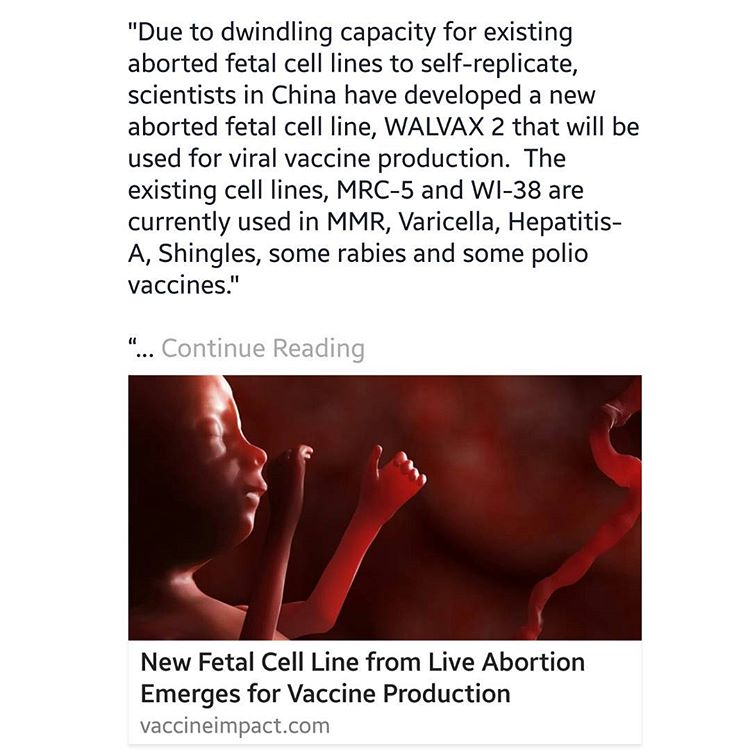 "Due to dwindling capacity for existing
aborted fetal cell lines to self-replicate,
scientists in China have developed a new
aborted fetal cell line, WALVAX 2 that will be
used for viral vaccine production.  The
existing cell lines, MRC-5 and WI-38 are
currently used in MMR, Varicella, Hepatitis-
A, Shingles, some rabies and some polio
vaccines."
“... Continue Reading
New Fetal Cell Line from Live Abortion
Emerges for Vaccine Production
vaccineimpact.com